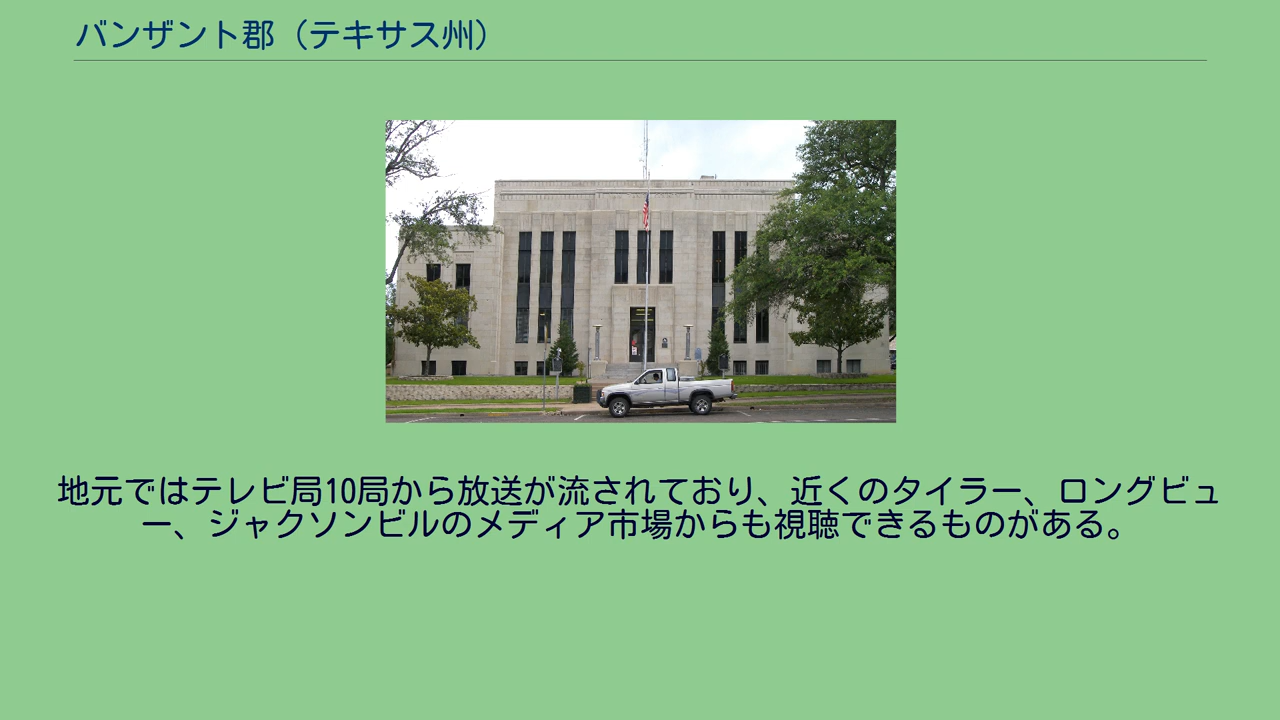 バンザント郡（テキサス州）
地元ではテレビ局10局から放送が流されており、近くのタイラー、ロングビュ
ー、ジャクソンビルのメディア市場からも視聴できるものがある。